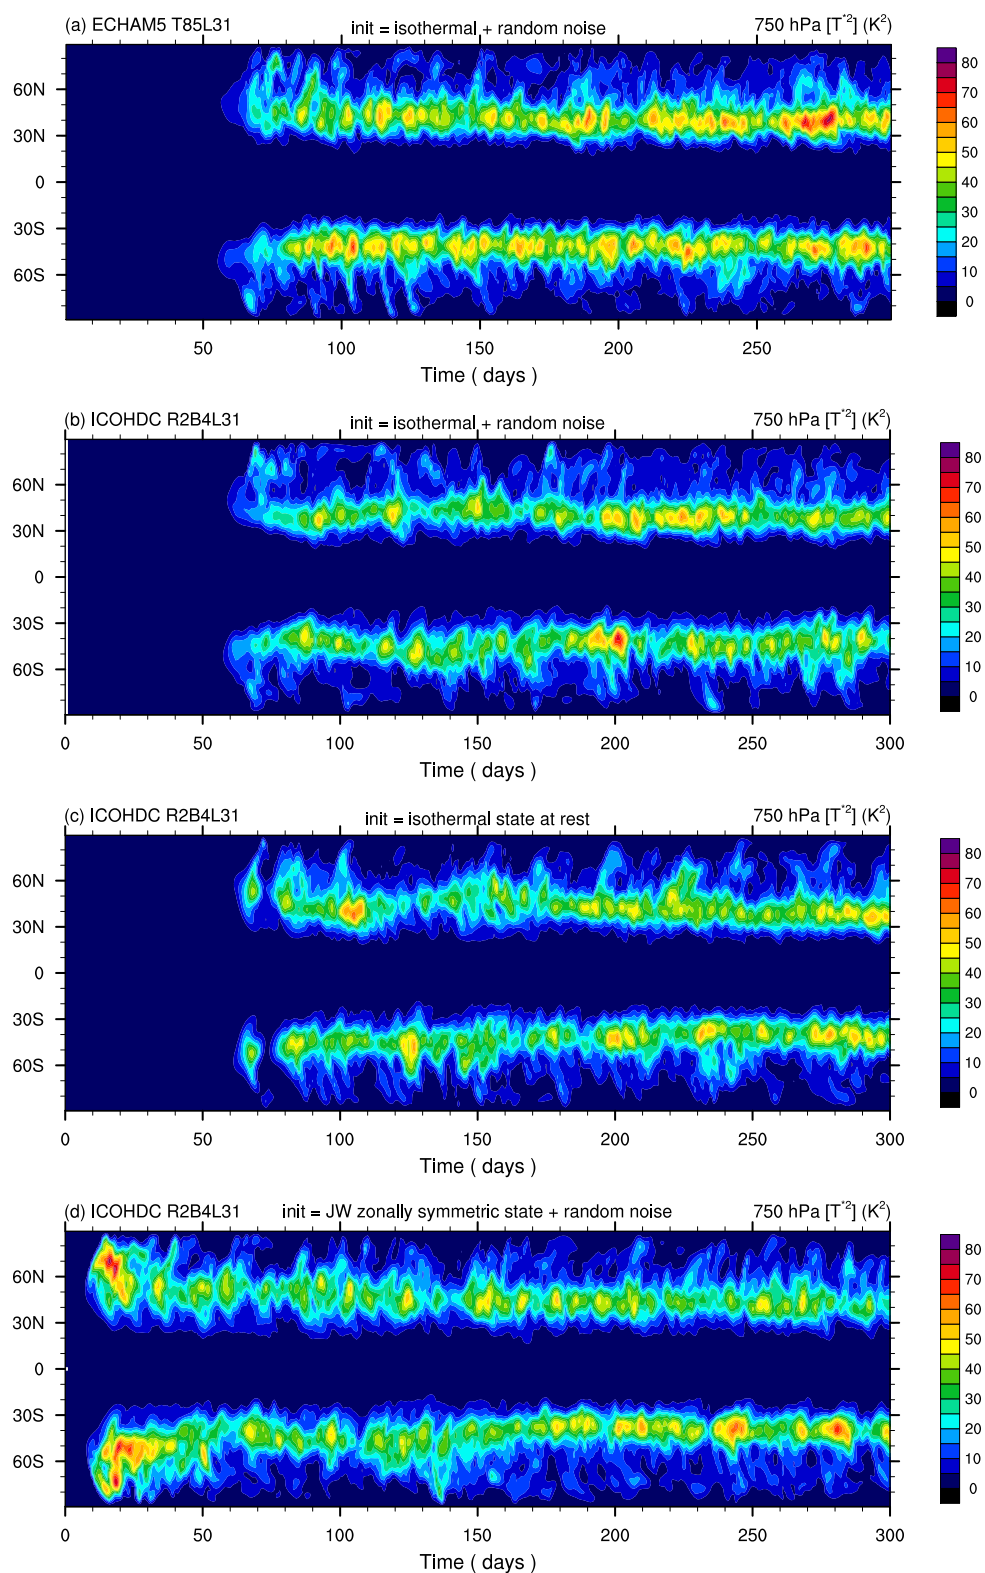 (a) ECHAM5 T85L31 init = isothermal + random noise 750 hPa [T*2] (K2)
60N
30N
0
30S
60S
50 100 150 200 250
Time ( days )
80
70
60
50
40
30
20
10
0
(b) ICOHDC R2B4L31 init = isothermal + random noise 750 hPa [T*2] (K2)
60N
30N
0
30S
60S
0 50 100 150 200 250 300
Time ( days )
80
70
60
50
40
30
20
10
0
(c) ICOHDC R2B4L31 init = isothermal state at rest 750 hPa [T*2] (K2)
60N
30N
0
30S
60S
0 50 100 150 200 250 300
Time ( days )
80
70
60
50
40
30
20
10
0
(d) ICOHDC R2B4L31 init = JW zonally symmetric state + random noise 750 hPa [T*2] (K2)
60N
30N
0
30S
60S
0 50 100 150 200 250 300
Time ( days )
80
70
60
50
40
30
20
10
0